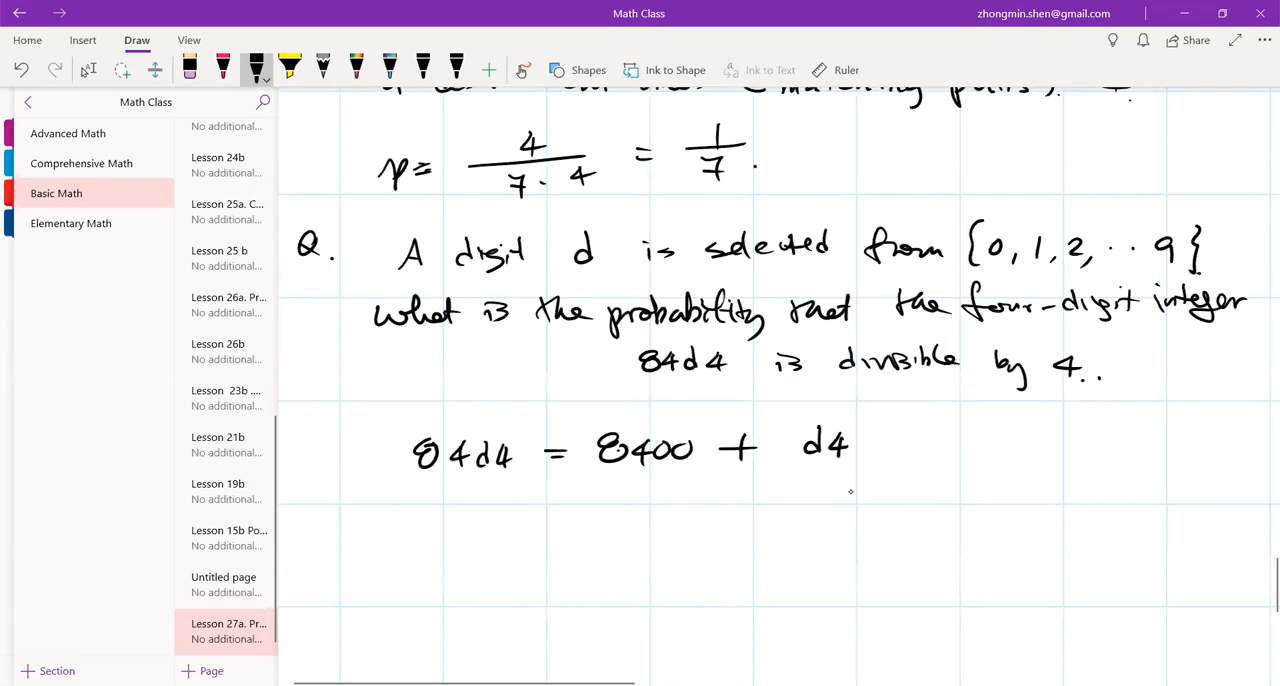 Math Class
zhongmin.shen@gmail.com
Home Insert Draw View
Share
Shapes
Ink to Shape
Ink to Text
Ruler
Math Class
Advanced Math
Comprehensive Math
Basic Math
Elementary Math
No additional...
Lesson 24b
No additional...
Lesson 25a. C...
No additional...
Lesson 25 b
No additional...
Lesson 26a. Pr...
No additional...
Lesson 26b
No additional...
Lesson 23b ....
No additional...
Lesson 21b
No additional...
Lesson 19b
No additional...
Lesson 15b Po...
No additional...
Untitled page
No additional...
Lesson 27a. Pr...
No additional...
+ Section
+ Page
(matching pairs).
p = 4 / 7 · 4 = 1 / 7 .
Q. A digit d is selected from {0, 1, 2, .. 9}
what is the probability that the four-digit integer
84d4 is divisible by 4..
84d4 = 8400 + d4